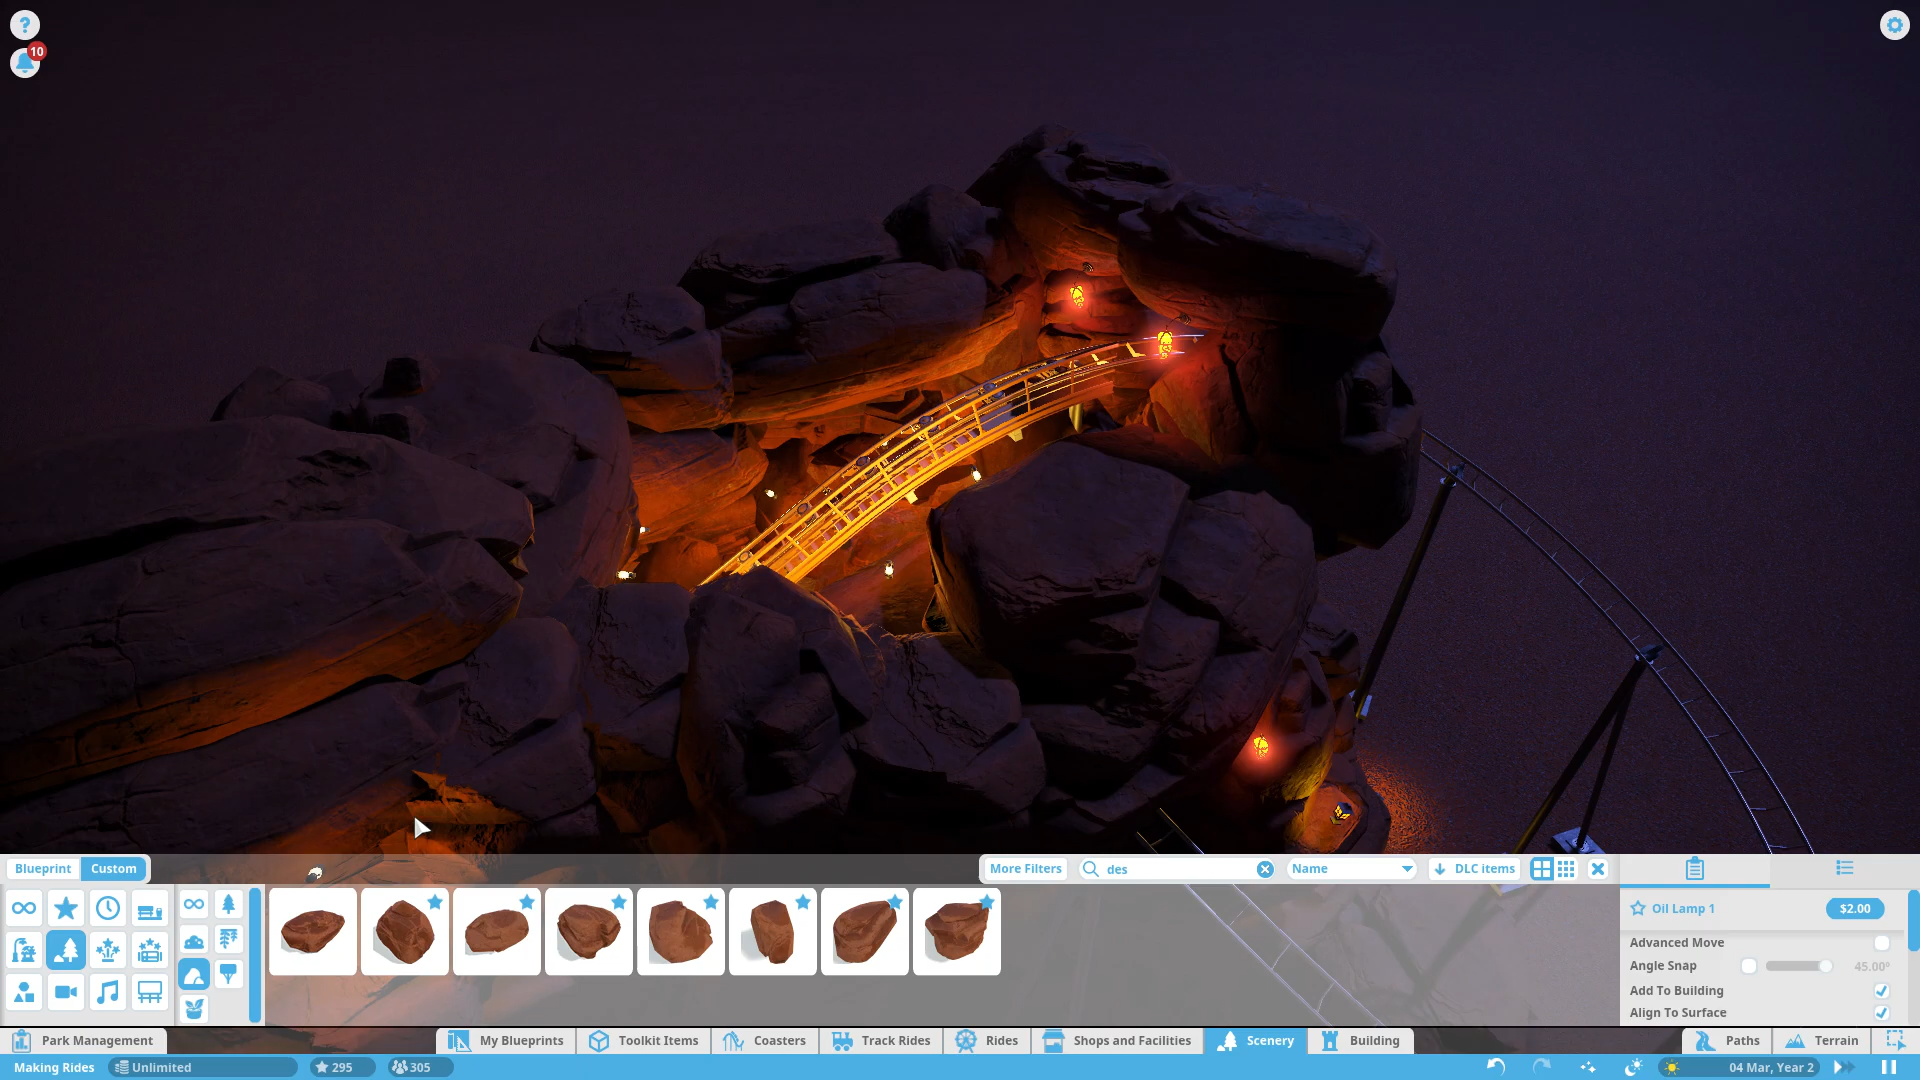 ?
10
Blueprint
Custom
More Filters
des
Name
DLC items
Oil Lamp 1
$2.00
Advanced Move
Angle Snap
45.00°
Add To Building
Align To Surface
Park Management
My Blueprints
Toolkit Items
Coasters
Track Rides
Rides
Shops and Facilities
Scenery
Building
Paths
Terrain
Making Rides
Unlimited
295
305
04 Mar, Year 2